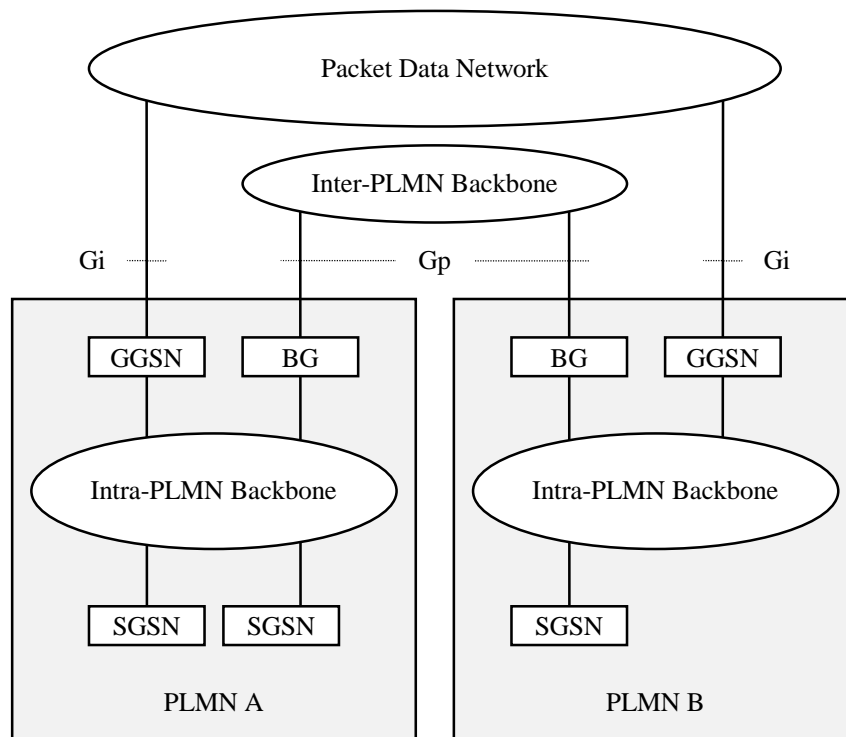 Packet Data Network
Inter-PLMN Backbone
Gi
Gp
Gi
GGSN
BG
BG
GGSN
Intra-PLMN Backbone
Intra-PLMN Backbone
SGSN
SGSN
SGSN
PLMN A
PLMN B